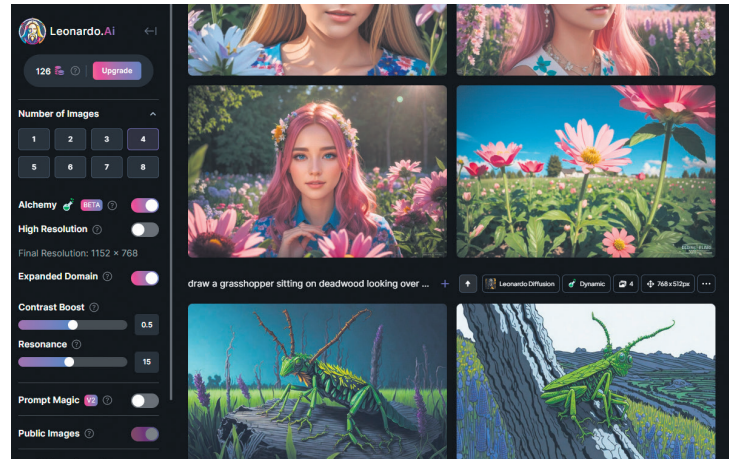 Leonardo.Ai
126
Upgrade
Number of Images
1 2 3 4
5 6 7 8
Alchemy BETA ?
High Resolution ?
Final Resolution: 1152 × 768
Expanded Domain ?
Contrast Boost ?
0.5
Resonance ?
15
Prompt Magic V2 ?
Public Images ?
draw a grasshopper sitting on deadwood looking over ...
Leonardo Diffusion
Dynamic
4
768x512px